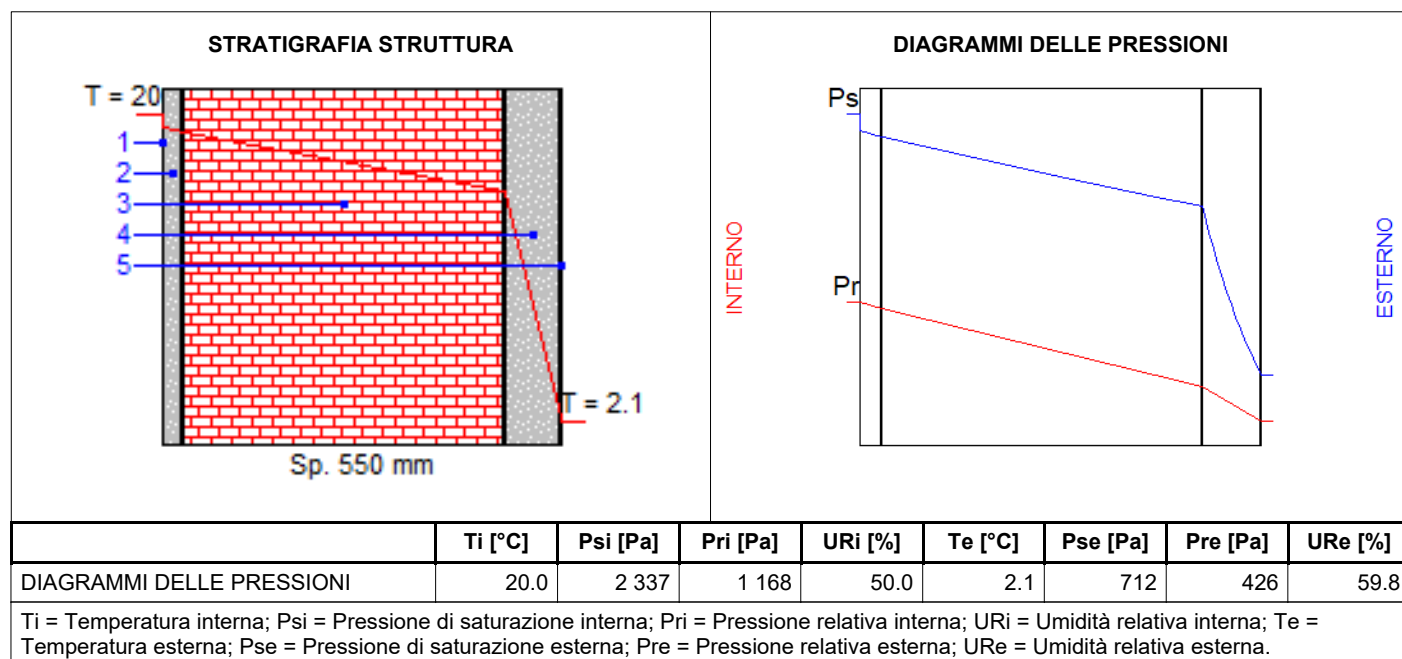 STRATIGRAFIA STRUTTURA
T = 20
1
2
3
4
5
T = 2.1
Sp. 550 mm
DIAGRAMMI DELLE PRESSIONI
Ps
Pr
INTERNO
ESTERNO
Ti [°C] Psi [Pa] Pri [Pa] URi [%] Te [°C] Pse [Pa] Pre [Pa] URe [%]
DIAGRAMMI DELLE PRESSIONI 20.0 2 337 1 168 50.0 2.1 712 426 59.8
Ti = Temperatura interna; Psi = Pressione di saturazione interna; Pri = Pressione relativa interna; URi = Umidità relativa interna; Te =
Temperatura esterna; Pse = Pressione di saturazione esterna; Pre = Pressione relativa esterna; URe = Umidità relativa esterna.